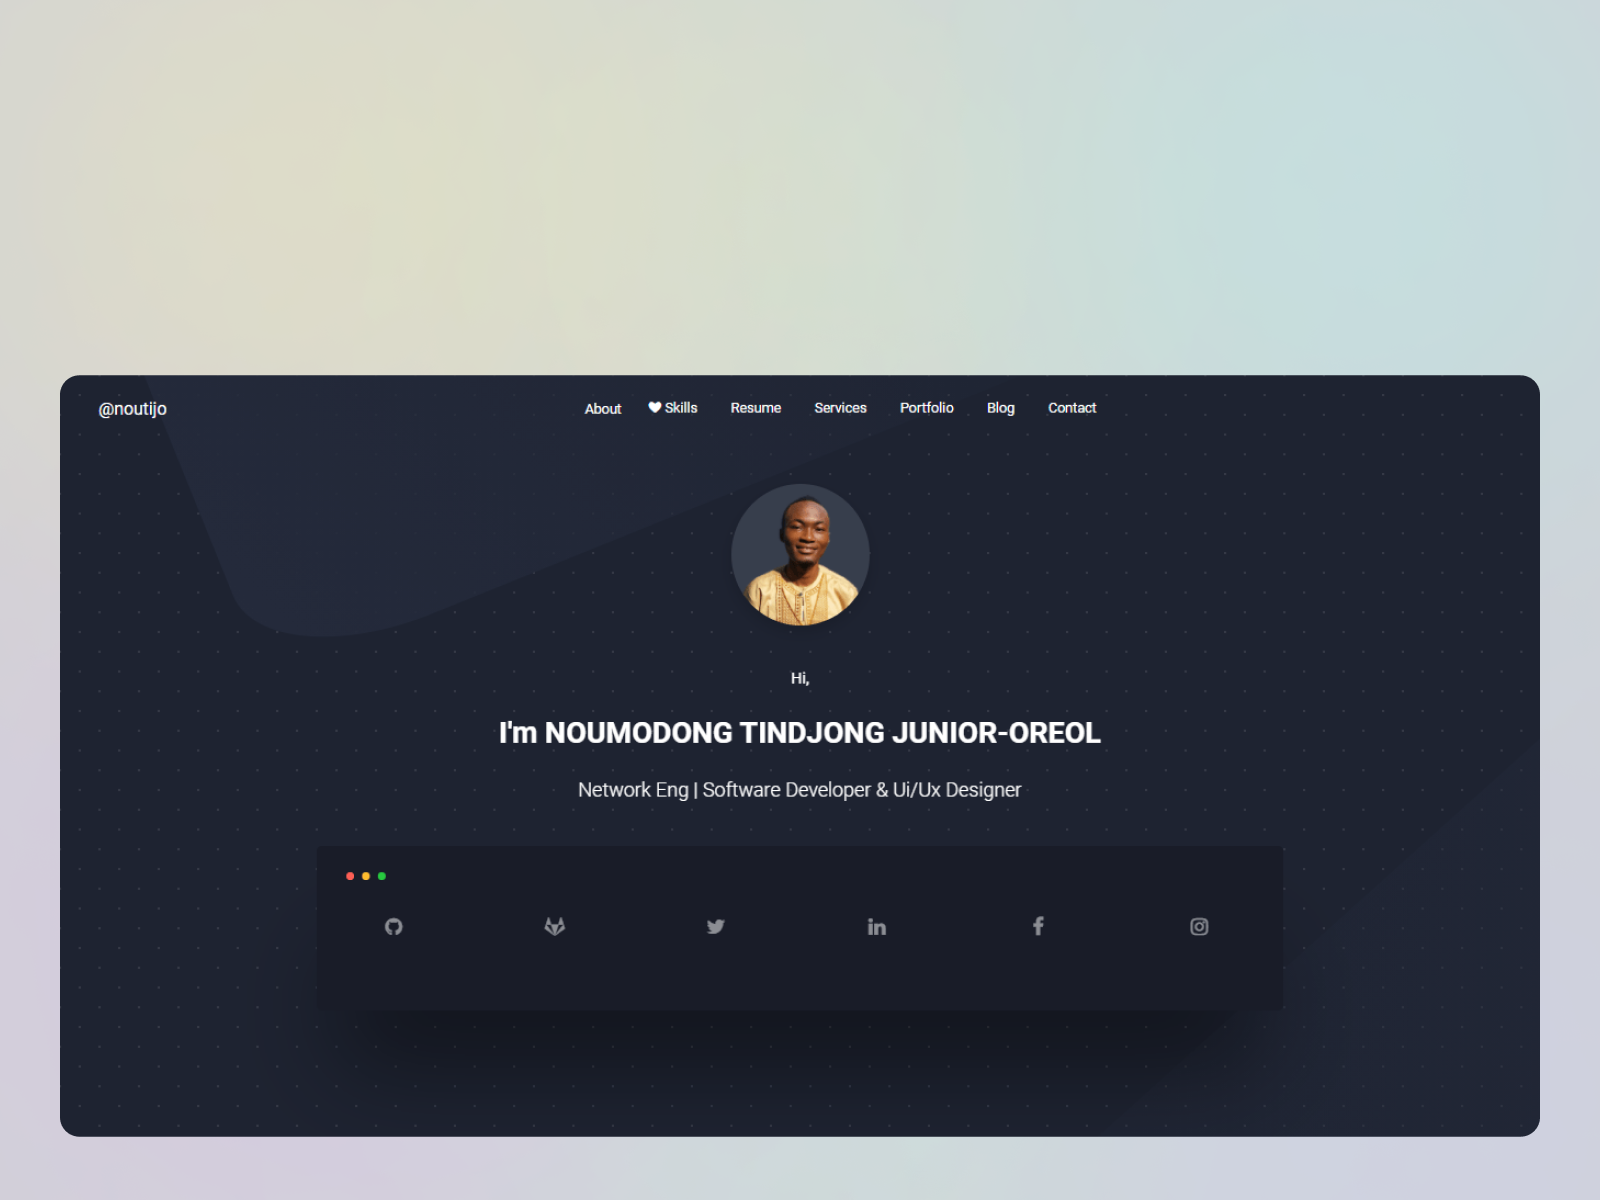 @noutijo
About Skills Resume Services Portfolio Blog Contact
Hi,
I'm NOUMODONG TINDJONG JUNIOR-OREOL
Network Eng | Software Developer & Ui/Ux Designer